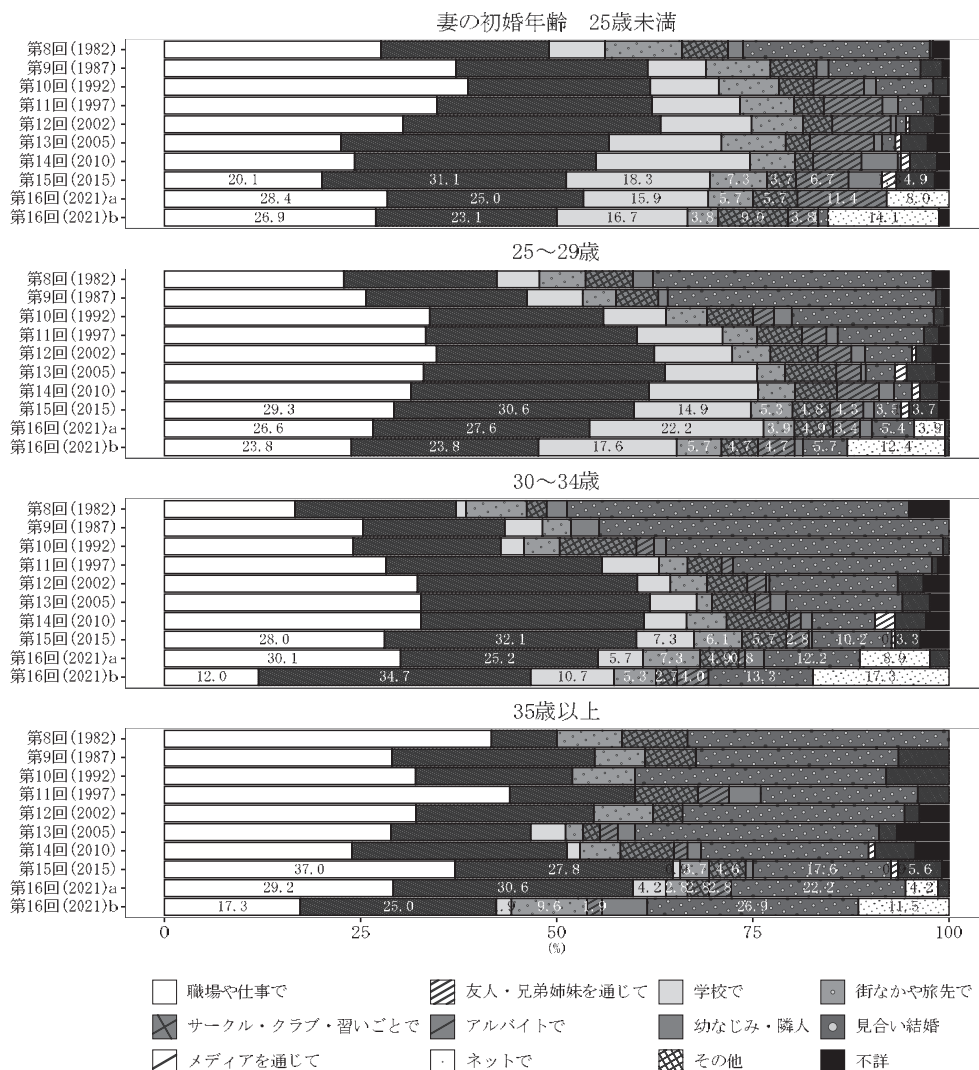 妻の初婚年齢　25歳未満
第8回(1982)
第9回(1987)
第10回(1992)
第11回(1997)
第12回(2002)
第13回(2005)
第14回(2010)
第15回(2015) 20.1 31.1 18.3 7.3 3.7 6.7 4.9
第16回(2021)a 28.4 25.0 15.9 5.7 5.7 11.4 8.0
第16回(2021)b 26.9 23.1 16.7 3.8 9.0 3.8 14.1
25～29歳
第8回(1982)
第9回(1987)
第10回(1992)
第11回(1997)
第12回(2002)
第13回(2005)
第14回(2010)
第15回(2015) 29.3 30.6 14.9 5.3 4.8 4.3 3.5 3.7
第16回(2021)a 26.6 27.6 22.2 3.9 4.9 3.4 5.4 3.9
第16回(2021)b 23.8 23.8 17.6 5.7 4.7 4.7 5.7 12.4
30～34歳
第8回(1982)
第9回(1987)
第10回(1992)
第11回(1997)
第12回(2002)
第13回(2005)
第14回(2010)
第15回(2015) 28.0 32.1 7.3 6.1 5.7 2.8 10.2 3.3
第16回(2021)a 30.1 25.2 5.7 7.3 4.9 0.8 12.2 8.9
第16回(2021)b 12.0 34.7 10.7 5.3 2.7 4.0 13.3 17.3
35歳以上
第8回(1982)
第9回(1987)
第10回(1992)
第11回(1997)
第12回(2002)
第13回(2005)
第14回(2010)
第15回(2015) 37.0 27.8 3.7 4.6 17.6 5.6
第16回(2021)a 29.2 30.6 4.2 2.8 2.8 2.8 22.2 4.2
第16回(2021)b 17.3 25.0 .9 9.6 1.9 26.9 11.5
0 25 50 75 100
(%)
職場や仕事で 友人・兄弟姉妹を通じて 学校で 街なかや旅先で
サークル・クラブ・習いごとで アルバイトで 幼なじみ・隣人 見合い結婚
メディアを通じて ネットで その他 不詳